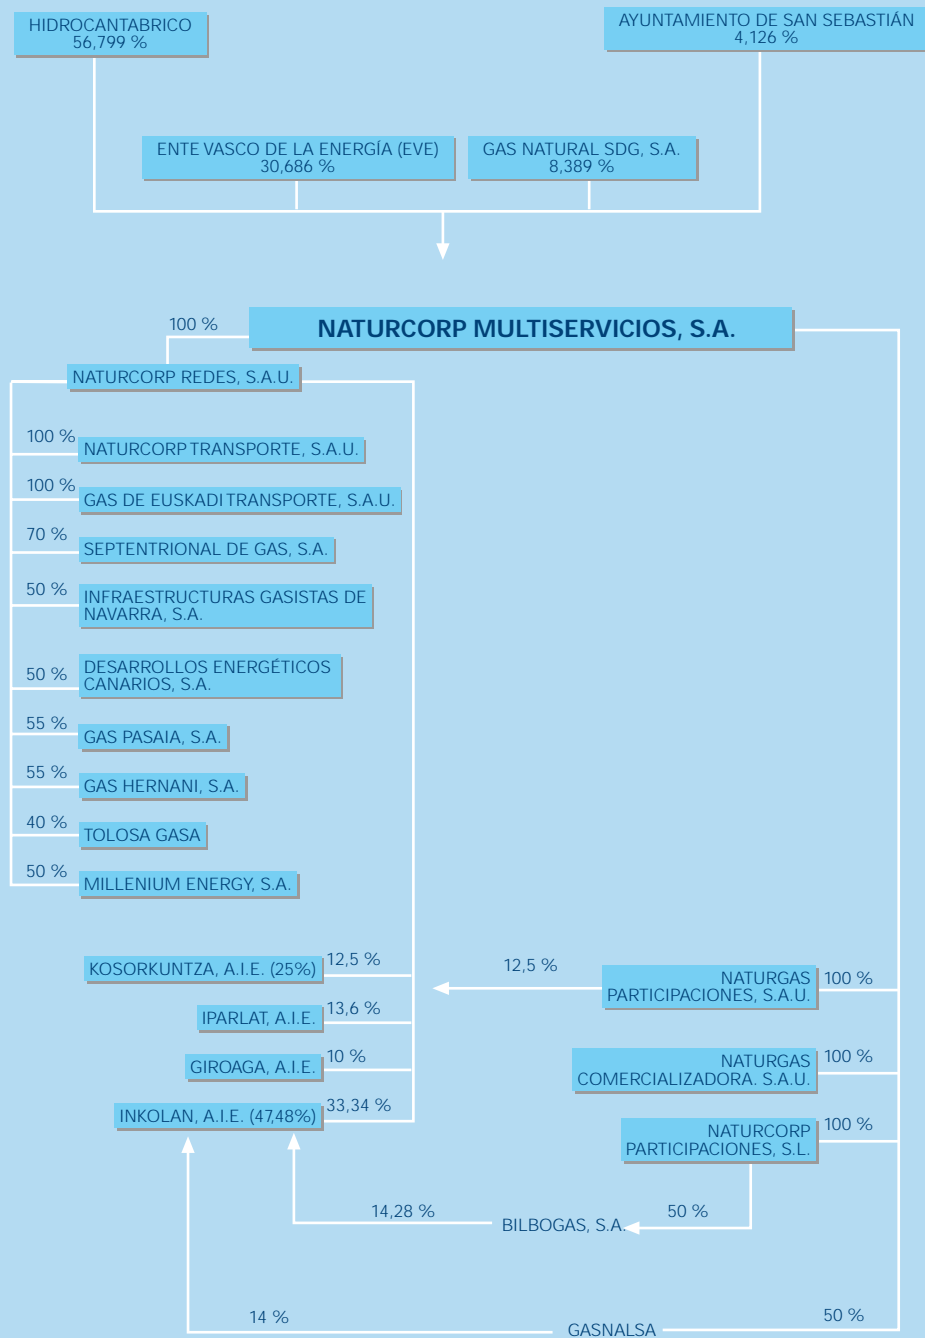 HIDROCANTABRICO
56,799 %
AYUNTAMIENTO DE SAN SEBASTIÁN
4,126 %
ENTE VASCO DE LA ENERGÍA (EVE)
30,686 %
GAS NATURAL SDG, S.A.
8,389 %
100 %
NATURCORP MULTISERVICIOS, S.A.
NATURCORP REDES, S.A.U.
100 %
NATURCORP TRANSPORTE, S.A.U.
100 %
GAS DE EUSKADI TRANSPORTE, S.A.U.
70 %
SEPTENTRIONAL DE GAS, S.A.
50 %
INFRAESTRUCTURAS GASISTAS DE
NAVARRA, S.A.
50 %
DESARROLLOS ENERGÉTICOS
CANARIOS, S.A.
55 %
GAS PASAIA, S.A.
55 %
GAS HERNANI, S.A.
40 %
TOLOSA GASA
50 %
MILLENIUM ENERGY, S.A.
KOSORKUNTZA, A.I.E. (25%)
12,5 %
12,5 %
NATURGAS
PARTICIPACIONES, S.A.U.
100 %
IPARLAT, A.I.E.
13,6 %
GIROAGA, A.I.E.
10 %
NATURGAS
COMERCIALIZADORA. S.A.U.
100 %
INKOLAN, A.I.E. (47,48%)
33,34 %
NATURCORP
PARTICIPACIONES, S.L.
100 %
14,28 %
BILBOGAS, S.A.
50 %
14 %
GASNALSA
50 %